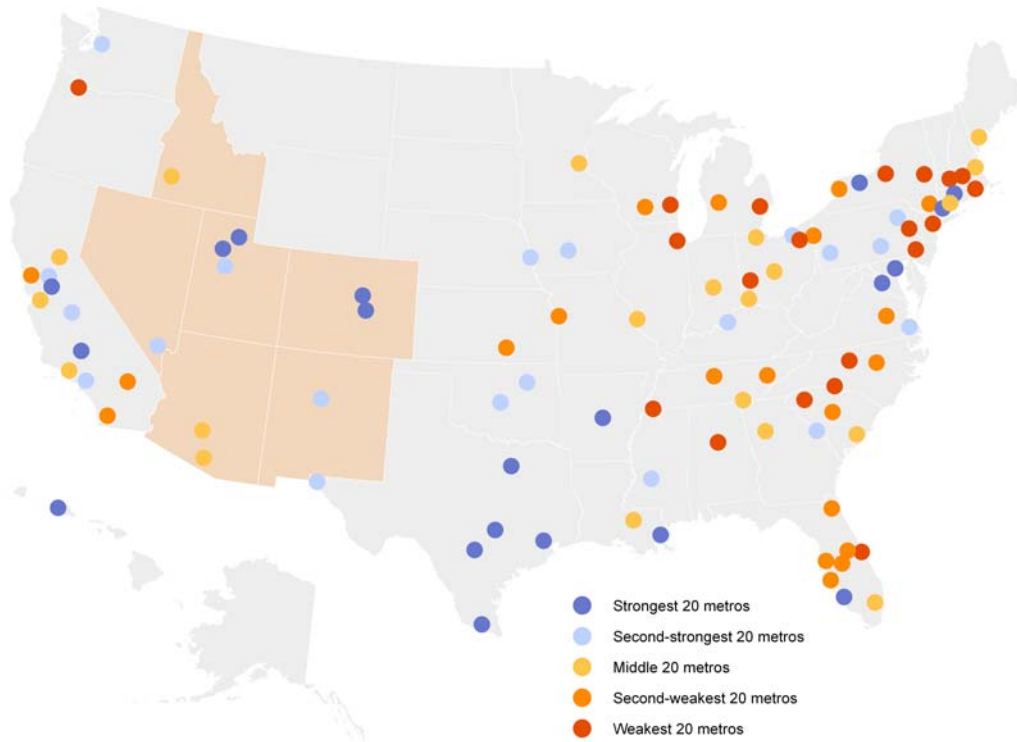 Strongest 20 metros
Second-strongest 20 metros
Middle 20 metros
Second-weakest 20 metros
Weakest 20 metros